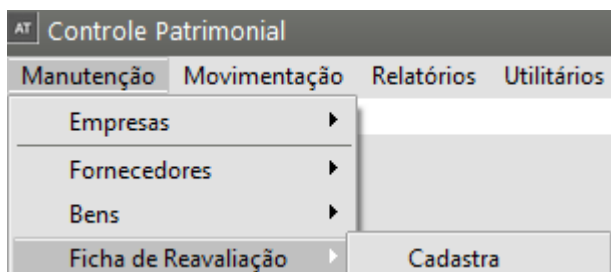 AT Controle Patrimonial
Manutenção Movimentação Relatórios Utilitários
Empresas
Fornecedores
Bens
Ficha de Reavaliação Cadastra